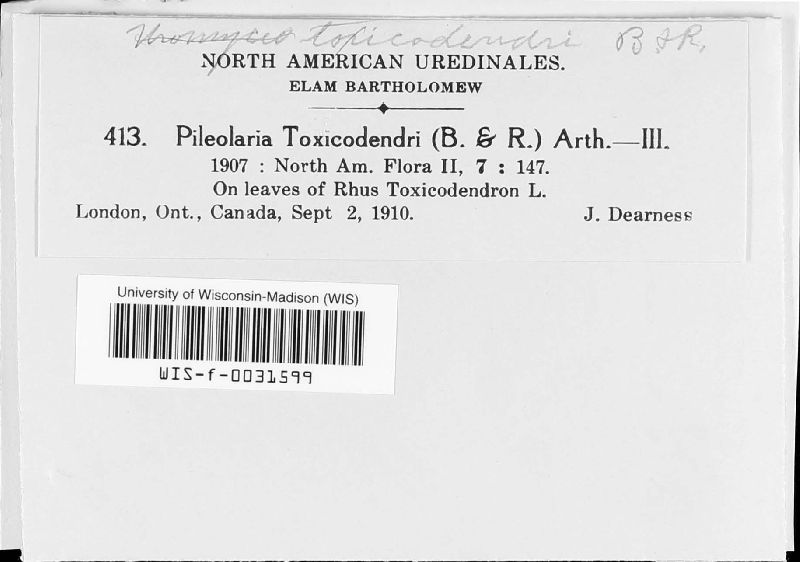 Uromyces toxicodendri B & R.
NORTH AMERICAN UREDINALES.
ELAM BARTHOLOMEW
413. Pileolaria Toxicodendri (B. & R.) Arth.—III.
1907 : North Am. Flora II, 7 : 147.
On leaves of Rhus Toxicodendron L.
London, Ont., Canada, Sept 2, 1910. J. Dearness
University of Wisconsin-Madison (WIS)
WIS-f-0031599